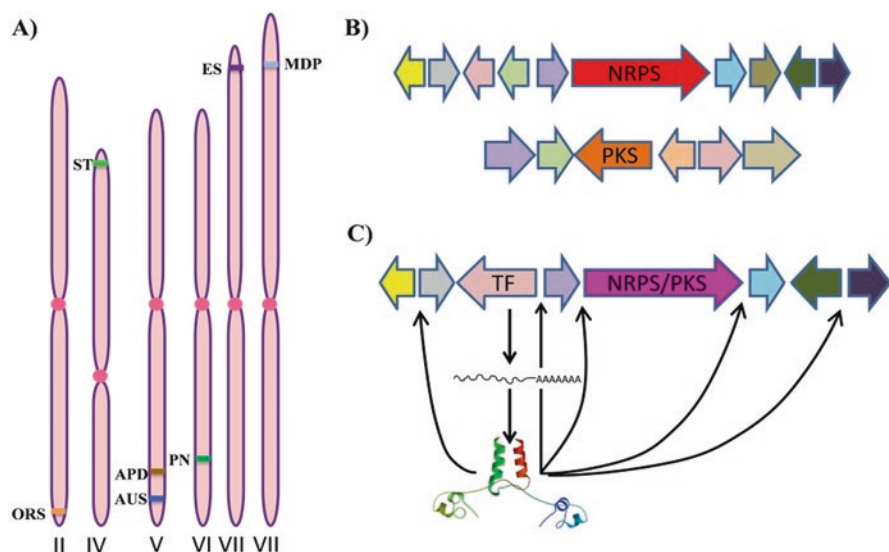 A)
ES
MDP
ST
PN
APD
AUS
ORS
II IV V VI VII VII
B)
NRPS
PKS
C)
TF
NRPS/PKS
AAAAAAA